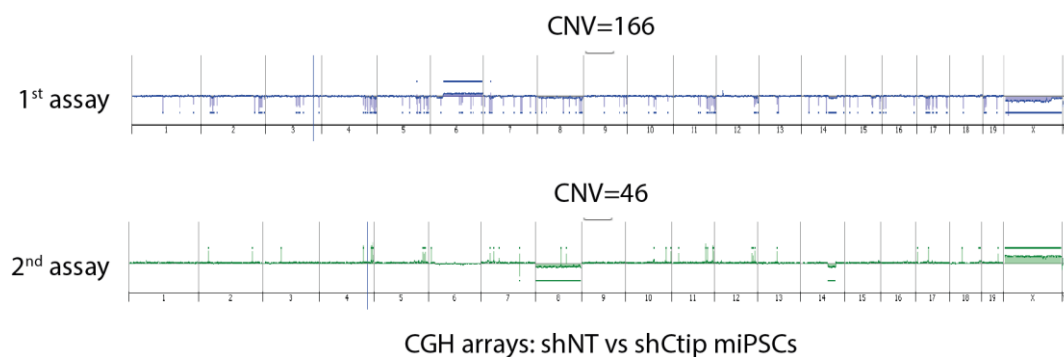 CNV=166
1st assay
1 2 3 4 5 6 7 8 9 10 11 12 13 14 15 16 17 18 19 X
CNV=46
2nd assay
1 2 3 4 5 6 7 8 9 10 11 12 13 14 15 16 17 18 19 X
CGH arrays: shNT vs shCtip miPSCs